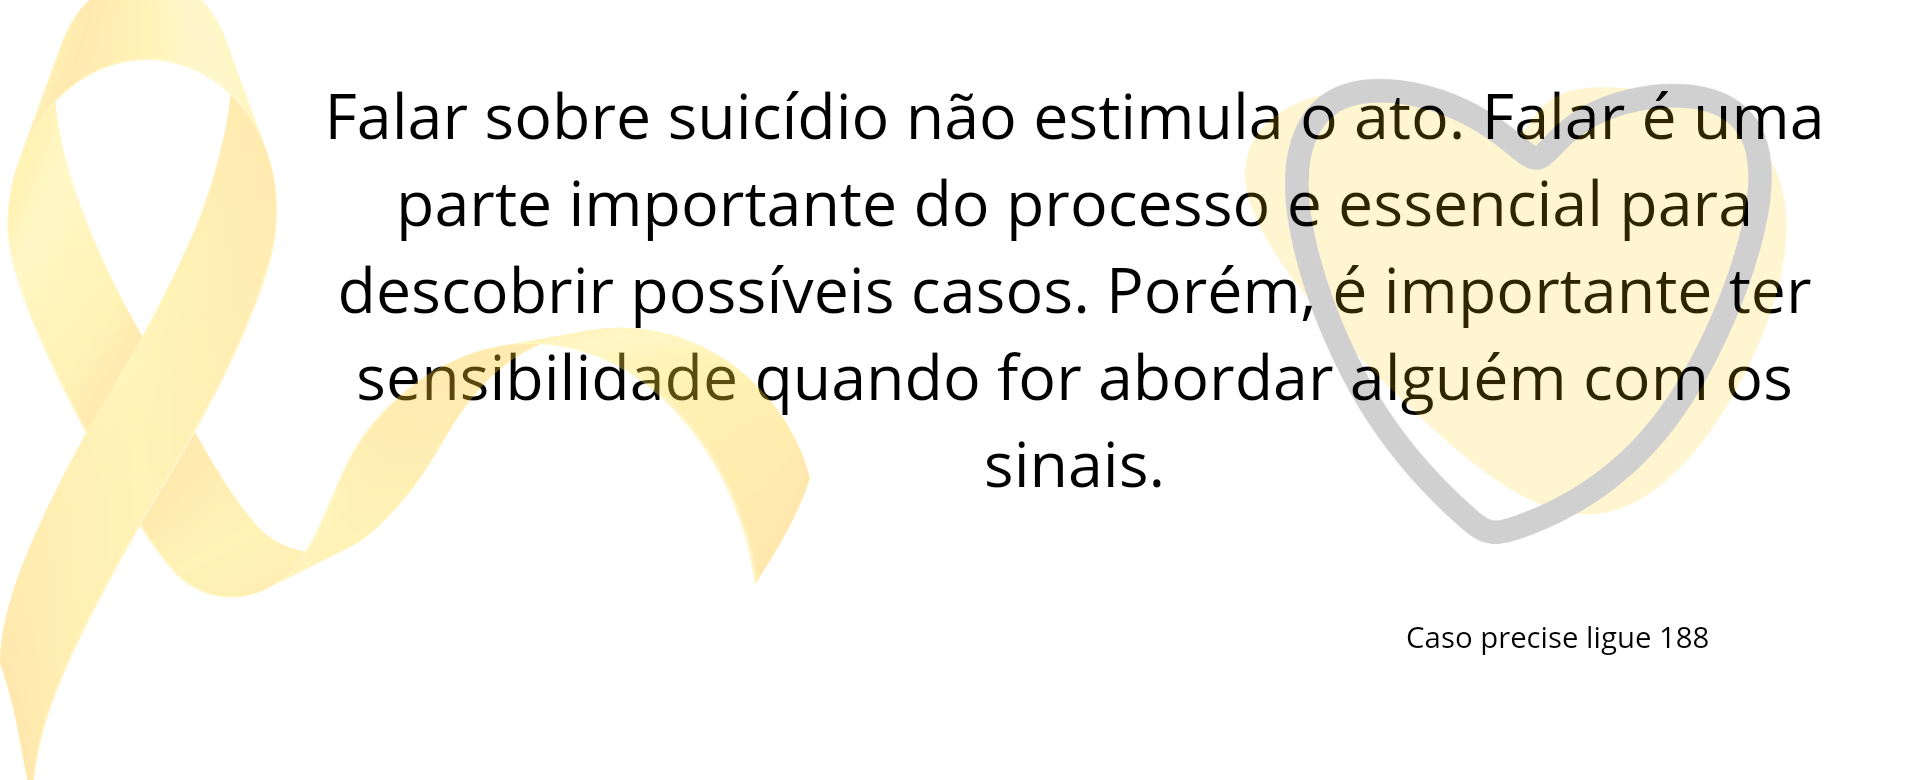 Falar sobre suicídio não estimula o ato. Falar é uma
parte importante do processo e essencial para
descobrir possíveis casos. Porém, é importante ter
sensibilidade quando for abordar alguém com os
sinais.
Caso precise ligue 188